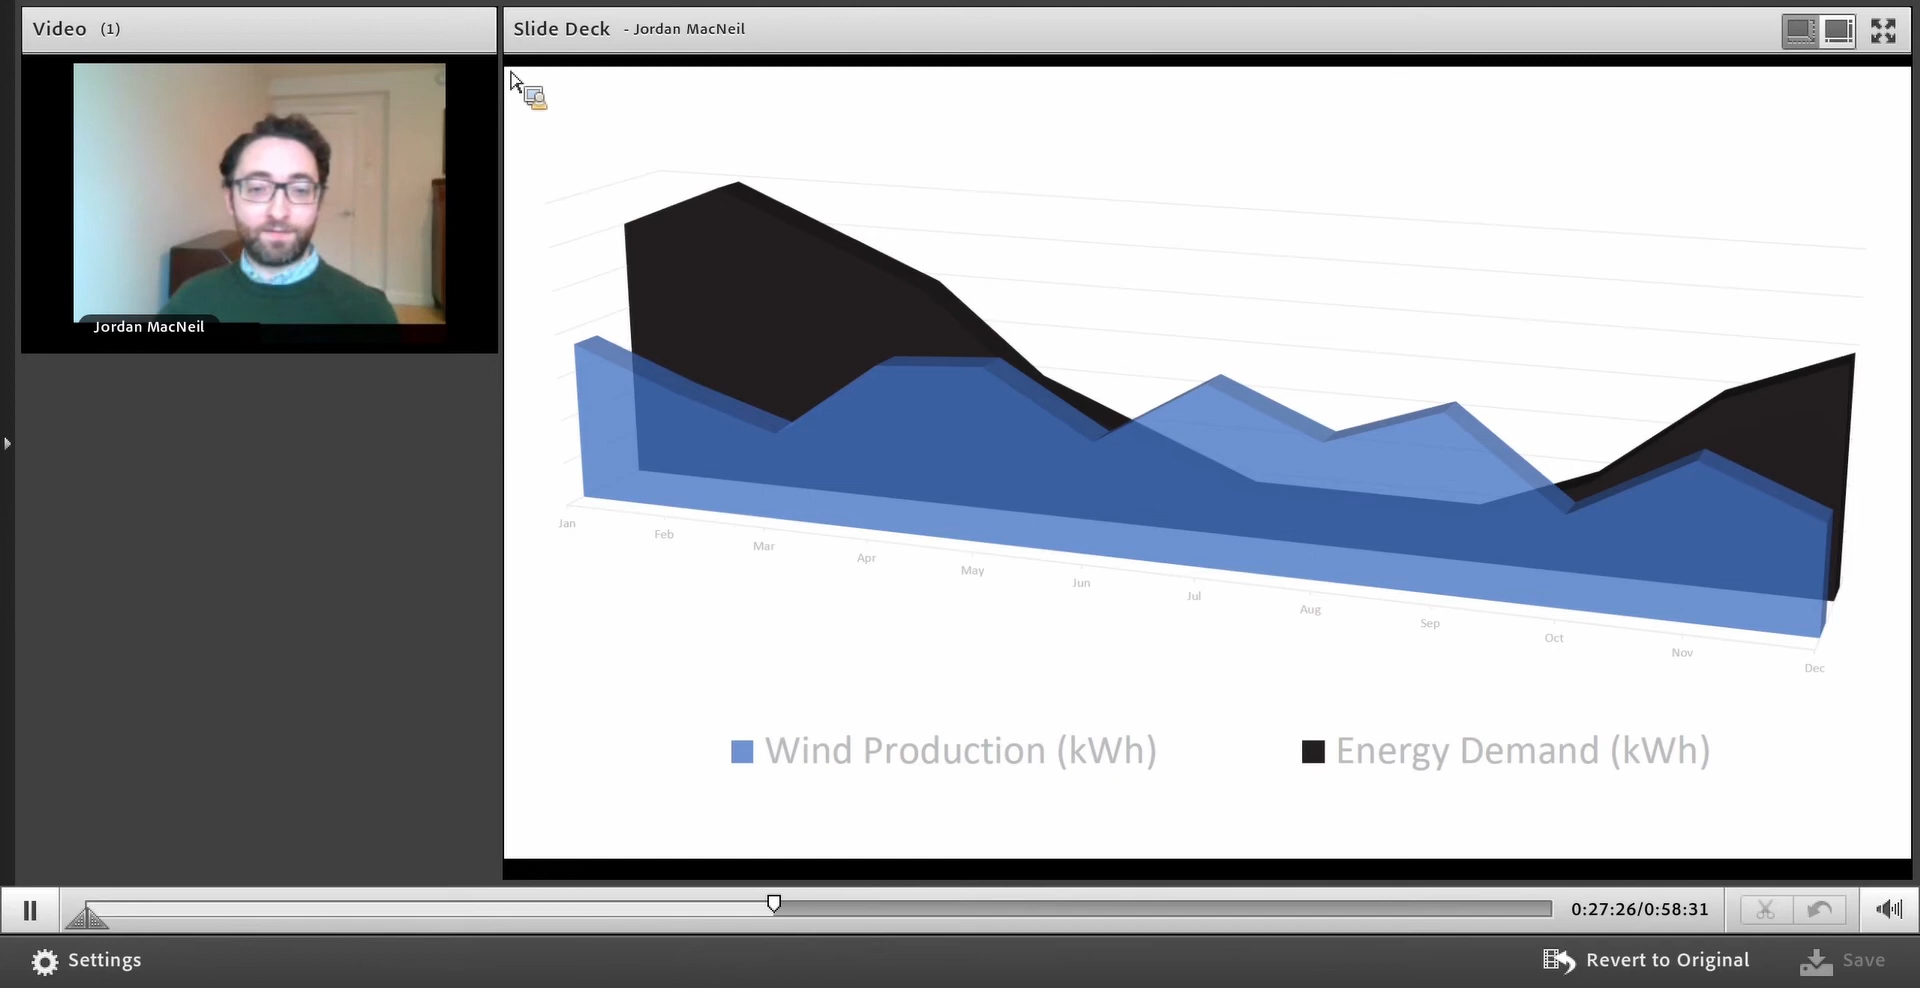 Video (1)
Slide Deck - Jordan MacNeil
Jordan MacNeil
Jan
Feb
Mar
Apr
May
Jun
Jul
Aug
Sep
Oct
Nov
Dec
Wind Production (kWh)
Energy Demand (kWh)
0:27:26/0:58:31
Settings
Revert to Original
Save